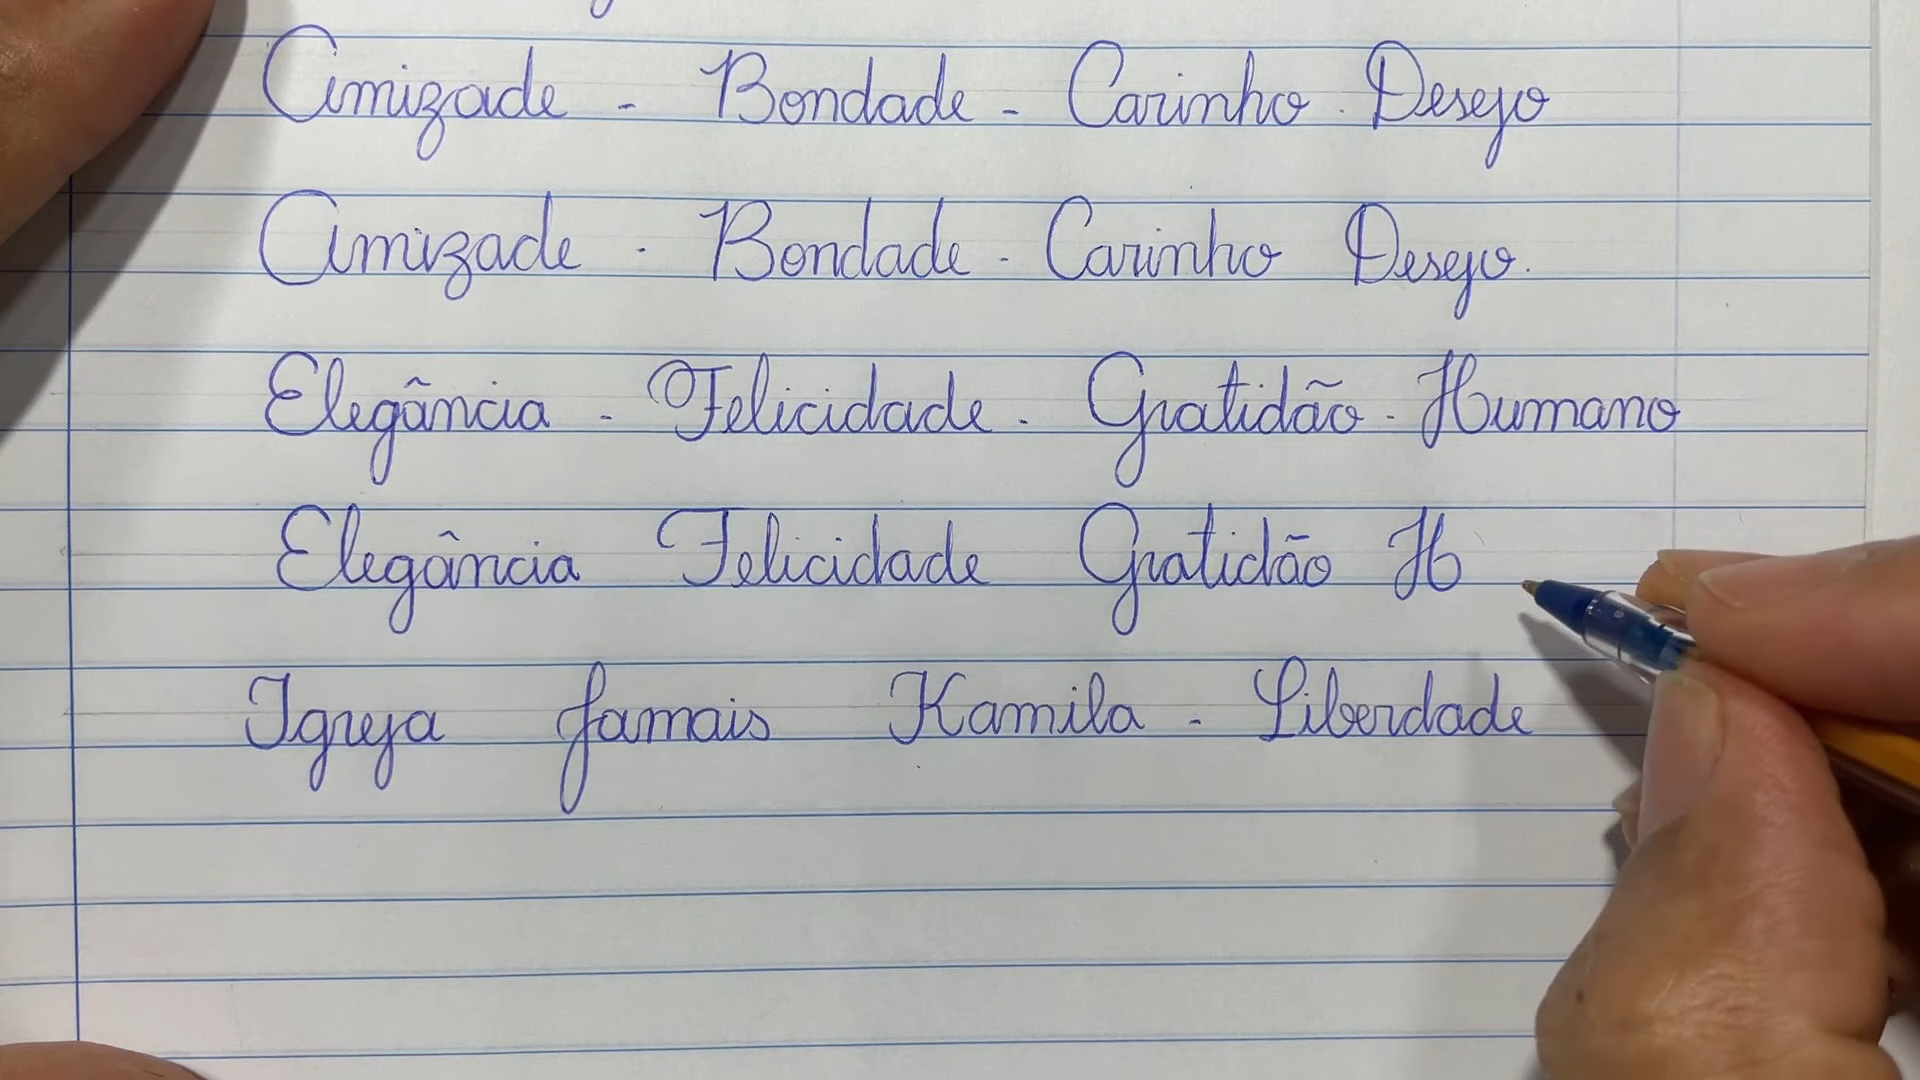 Amizade - Bondade - Carinho - Desejo
Amizade - Bondade - Carinho Desejo.
Elegância - Felicidade - Gratidão - Humano
Elegância Felicidade Gratidão H
Igreja Jamais Kamila - Liberdade